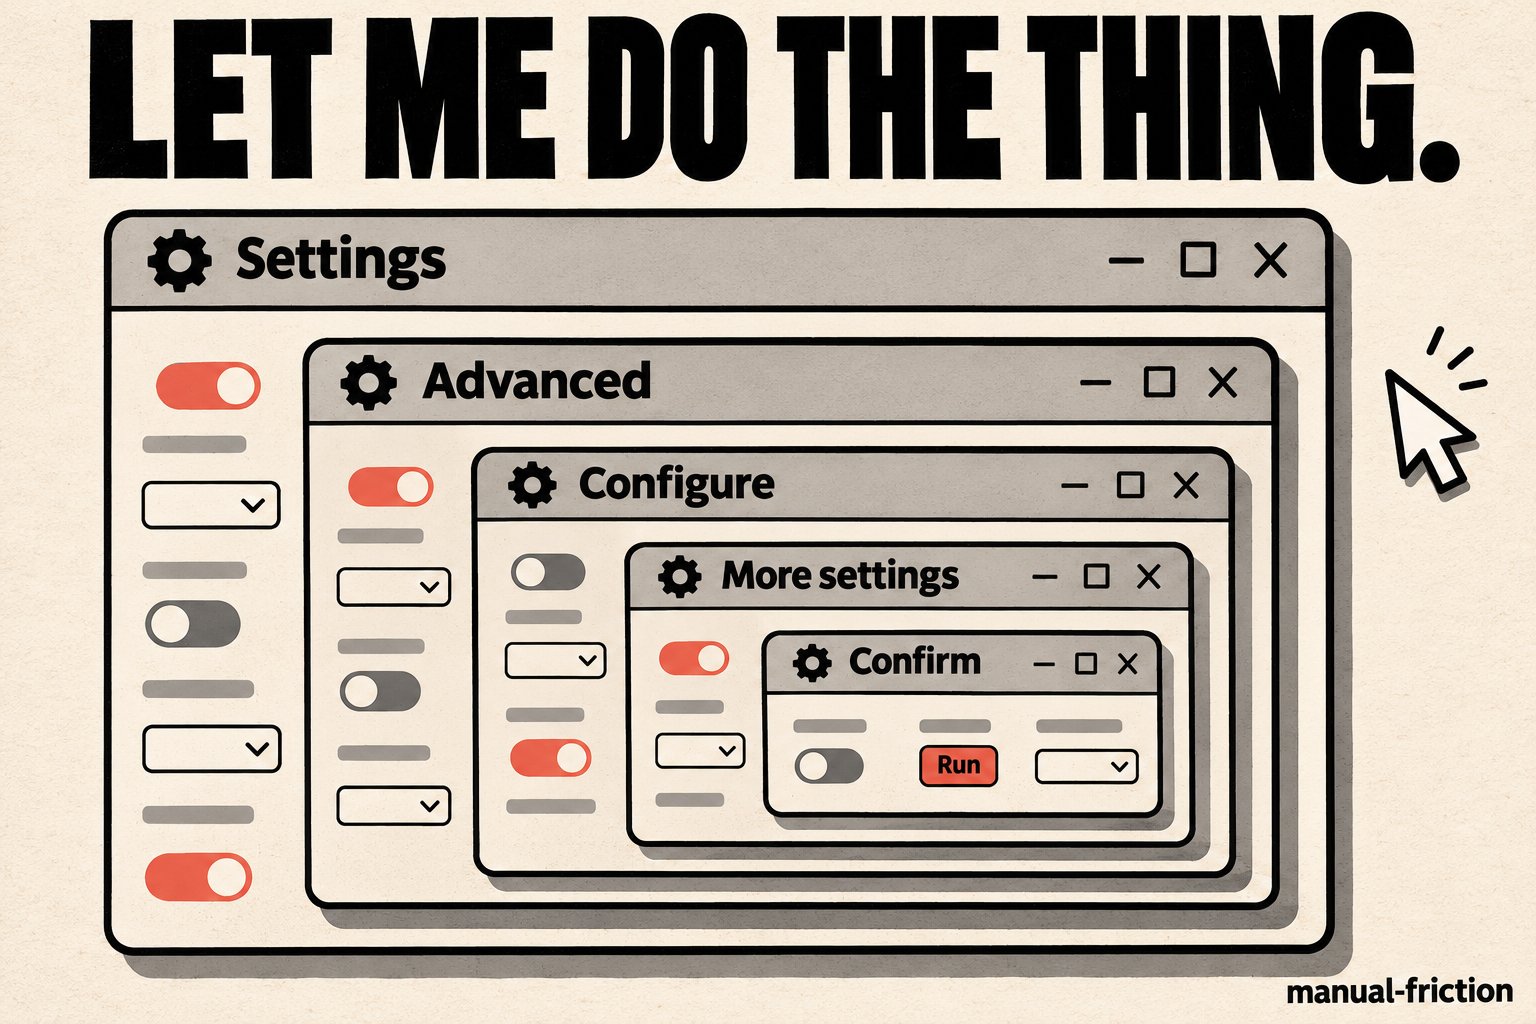 LET ME DO THE THING.
Settings
Advanced
Configure
More settings
Confirm
Run
manual-friction